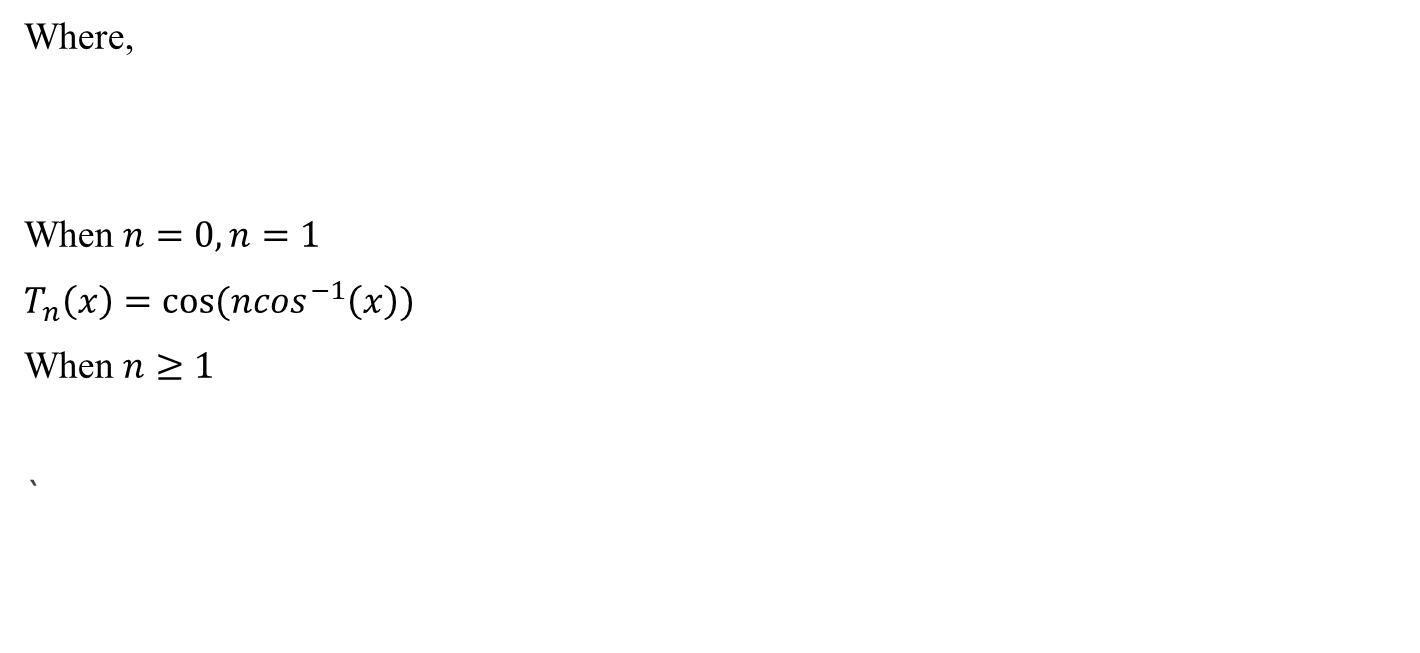 Where,
When n = 0, n = 1
Tₙ(x) = cos(ncos⁻¹(x))
When n ≥ 1
`